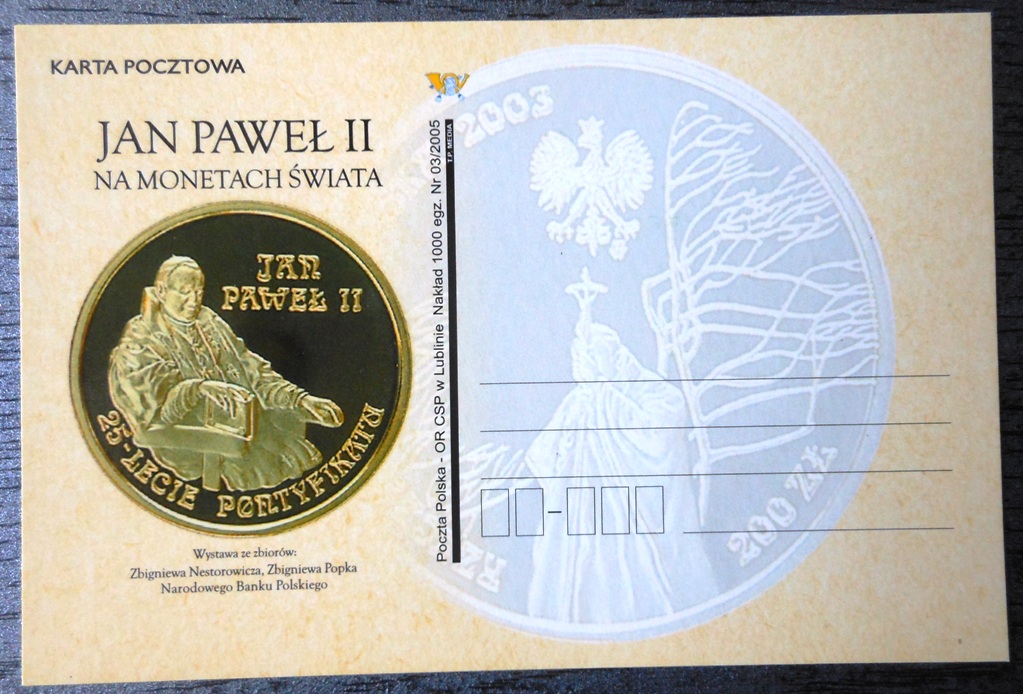 KARTA POCZTOWA
JAN PAWEŁ II
NA MONETACH ŚWIATA
JAN
PAWEŁ II
25-LECIE PONTYFIKATU
Wystawa ze zbiorów:
Zbigniewa Nestorowicza, Zbigniewa Popka
Narodowego Banku Polskiego
Poczta Polska - OR CSP w Lublinie Nakład 1000 egz. Nr 03/2005
T.P. MEDIA
2003
200 ZŁ